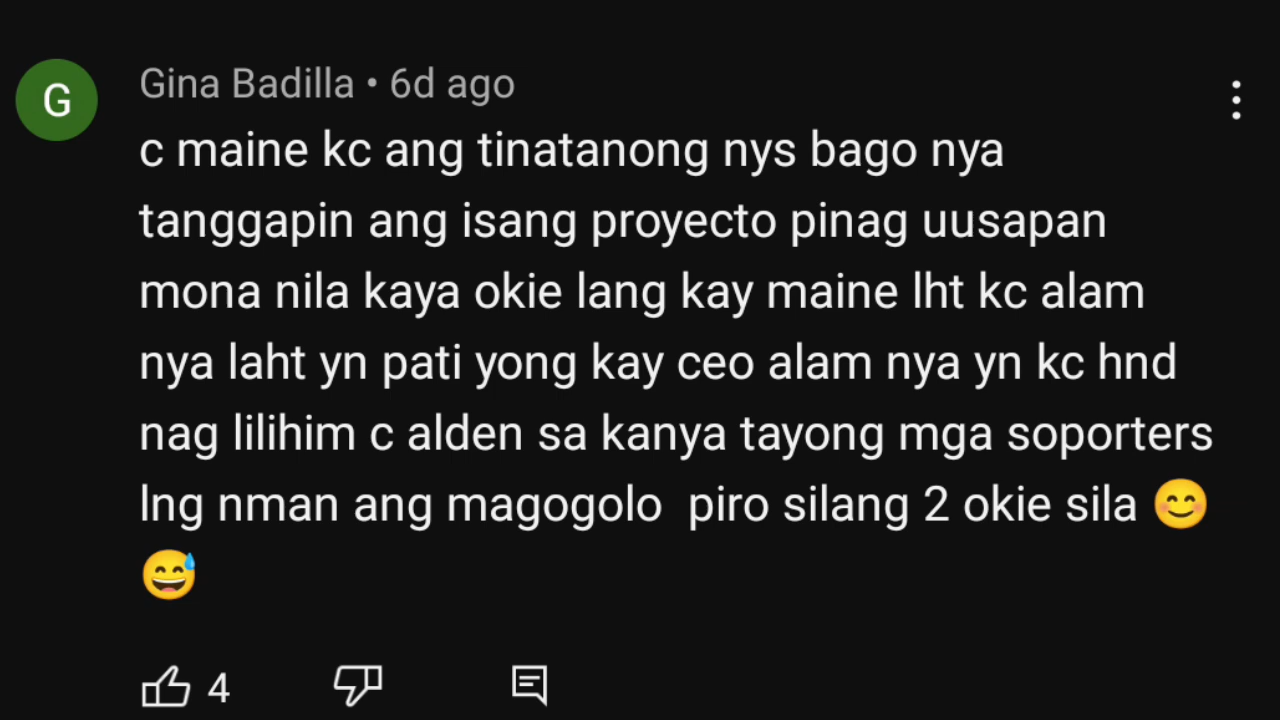 G
Gina Badilla • 6d ago
c maine kc ang tinatanong nys bago nya
tanggapin ang isang proyecto pinag uusapan
mona nila kaya okie lang kay maine lht kc alam
nya laht yn pati yong kay ceo alam nya yn kc hnd
nag lilihim c alden sa kanya tayong mga soporters
lng nman ang magogolo  piro silang 2 okie sila 😊
😅
4